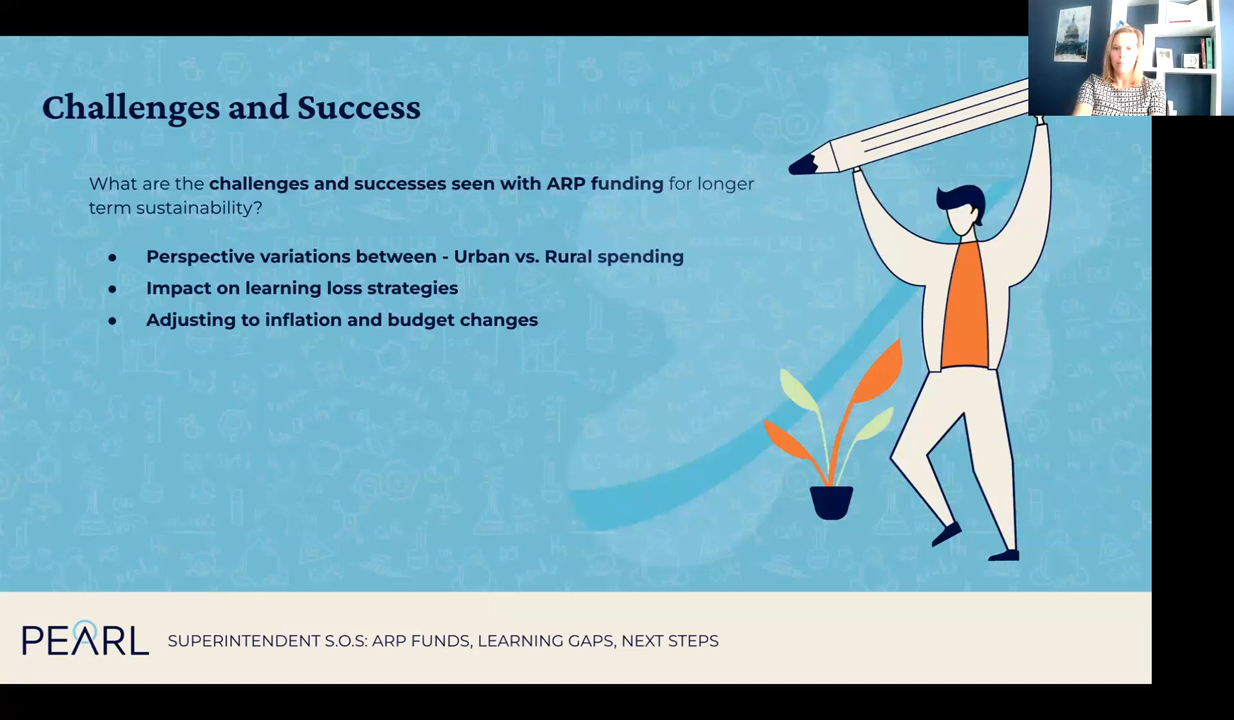 Challenges and Success
What are the challenges and successes seen with ARP funding for longer
term sustainability?
● Perspective variations between - Urban vs. Rural spending
● Impact on learning loss strategies
● Adjusting to inflation and budget changes
PEARL SUPERINTENDENT S.O.S: ARP FUNDS, LEARNING GAPS, NEXT STEPS